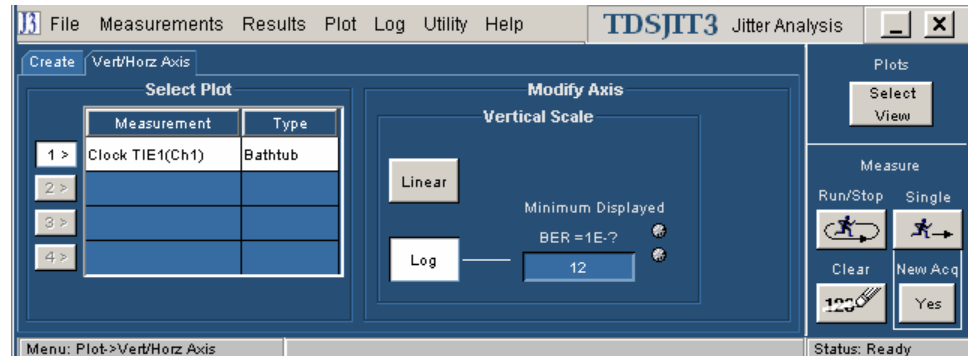 J3 File Measurements Results Plot Log Utility Help TDSJIT3 Jitter Analysis _ X
Create Vert/Horz Axis
Select Plot
Measurement Type
1 > Clock TIE1(Ch1) Bathtub
2 >
3 >
4 >
Modify Axis
Vertical Scale
Linear
Log
Minimum Displayed
BER =1E-?
12
Plots
Select
View
Measure
Run/Stop Single
Clear New Acq
123 Yes
Menu: Plot->Vert/Horz Axis
Status: Ready